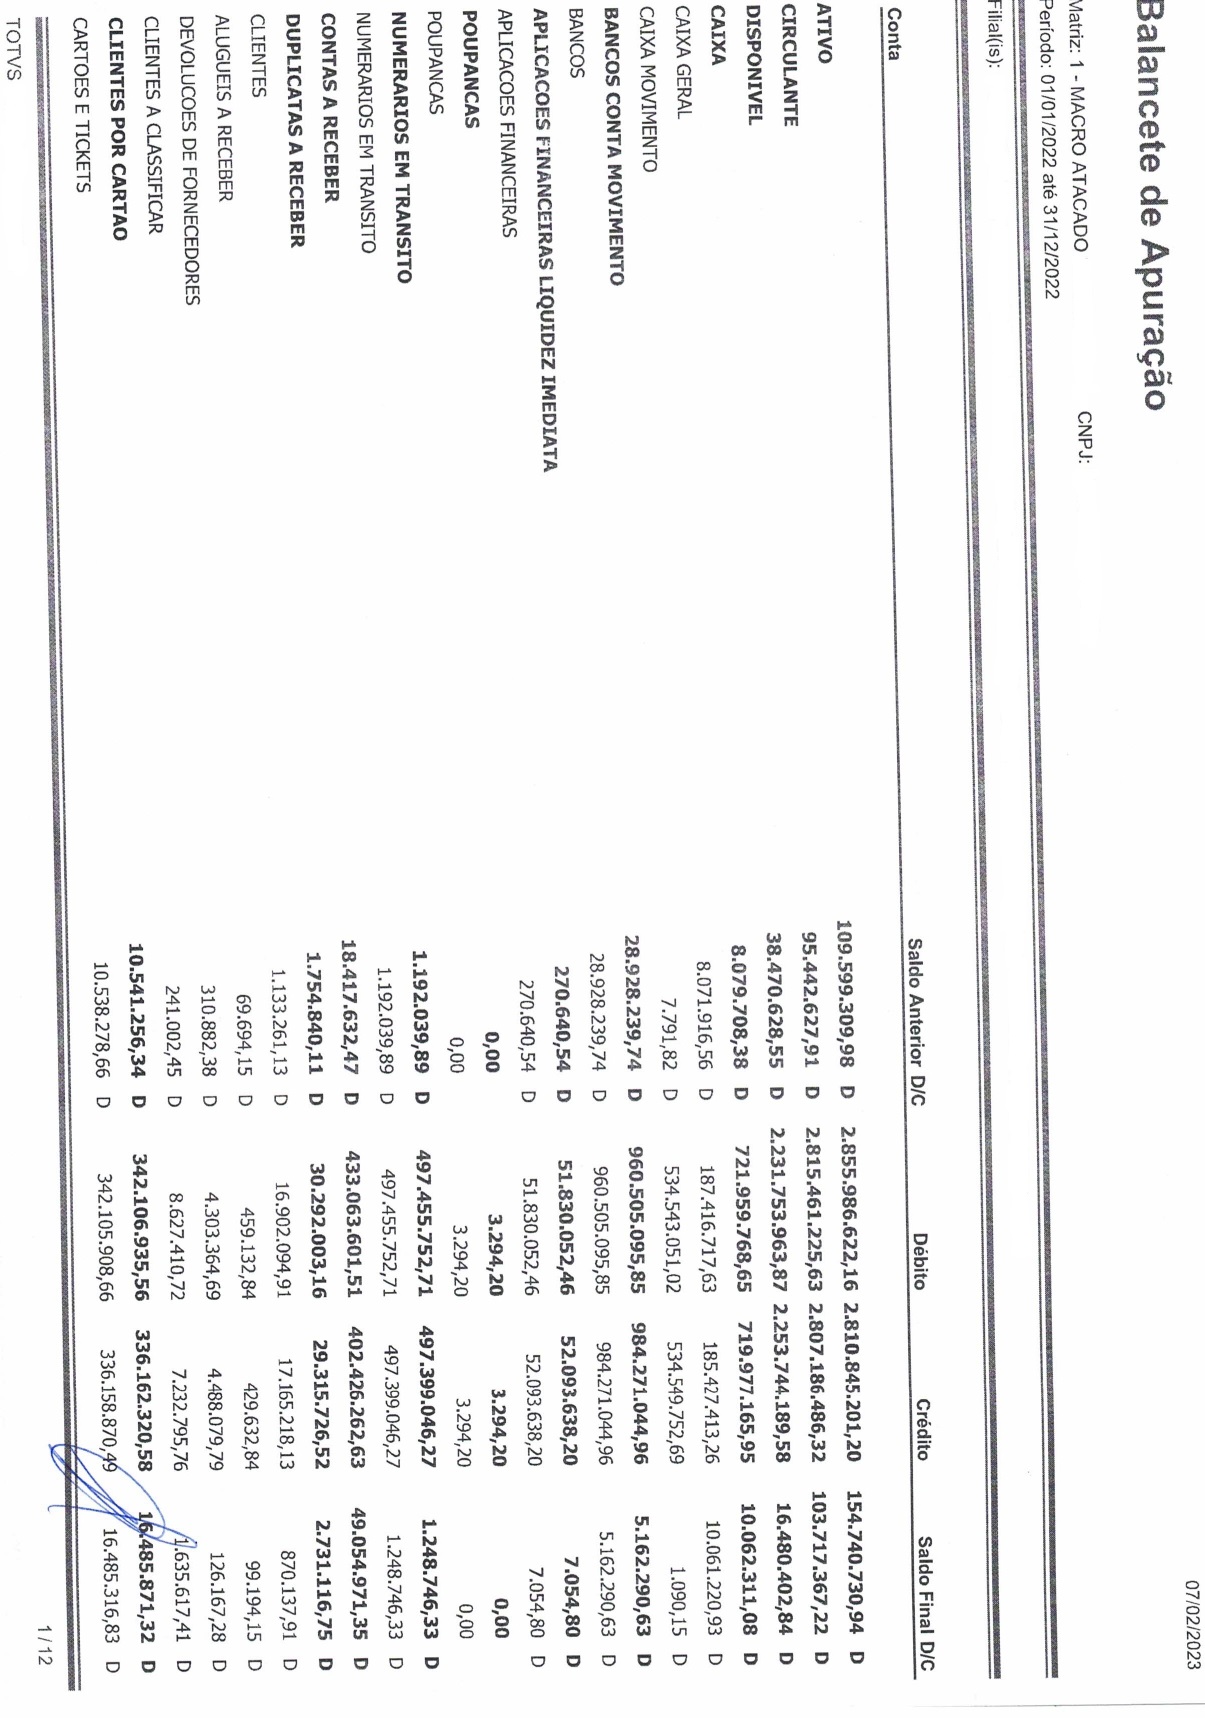 07/02/2023
Balancete de Apuração
Matriz: 1 - MACRO ATACADO CNPJ:
Período: 01/01/2022 até 31/12/2022
Filial(is):
Conta Saldo Anterior D/C Débito Crédito Saldo Final D/C
ATIVO 109.599.309,98 D 2.855.986.622,16 2.810.845.201,20 154.740.730,94 D
CIRCULANTE 95.442.627,91 D 2.815.461.225,63 2.807.186.486,32 103.717.367,22 D
DISPONIVEL 38.470.628,55 D 2.231.753.963,87 2.253.744.189,58 16.480.402,84 D
CAIXA 8.079.708,38 D 721.959.768,65 719.977.165,95 10.062.311,08 D
CAIXA GERAL 8.071.916,56 D 187.416.717,63 185.427.413,26 10.061.220,93 D
CAIXA MOVIMENTO 7.791,82 D 534.543.051,02 534.549.752,69 1.090,15 D
BANCOS CONTA MOVIMENTO 28.928.239,74 D 960.505.095,85 984.271.044,96 5.162.290,63 D
BANCOS 28.928.239,74 D 960.505.095,85 984.271.044,96 5.162.290,63 D
APLICACOES FINANCEIRAS LIQUIDEZ IMEDIATA 270.640,54 D 51.830.052,46 52.093.638,20 7.054,80 D
APLICACOES FINANCEIRAS 270.640,54 D 51.830.052,46 52.093.638,20 7.054,80 D
POUPANCAS 0,00 3.294,20 3.294,20 0,00
POUPANCAS 0,00 3.294,20 3.294,20 0,00
NUMERARIOS EM TRANSITO 1.192.039,89 D 497.455.752,71 497.399.046,27 1.248.746,33 D
NUMERARIOS EM TRANSITO 1.192.039,89 D 497.455.752,71 497.399.046,27 1.248.746,33 D
CONTAS A RECEBER 18.417.632,47 D 433.063.601,51 402.426.262,63 49.054.971,35 D
DUPLICATAS A RECEBER 1.754.840,11 D 30.292.003,16 29.315.726,52 2.731.116,75 D
CLIENTES 1.133.261,13 D 16.902.094,91 17.165.218,13 870.137,91 D
ALUGUEIS A RECEBER 69.694,15 D 459.132,84 429.632,84 99.194,15 D
DEVOLUCOES DE FORNECEDORES 310.882,38 D 4.303.364,69 4.488.079,79 126.167,28 D
CLIENTES A CLASSIFICAR 241.002,45 D 8.627.410,72 7.232.795,76 1.635.617,41 D
CLIENTES POR CARTAO 10.541.256,34 D 342.106.935,56 336.162.320,58 16.485.871,32 D
CARTOES E TICKETS 10.538.278,66 D 342.105.908,66 336.158.870,49 16.485.316,83 D
TOTVS 1 / 12